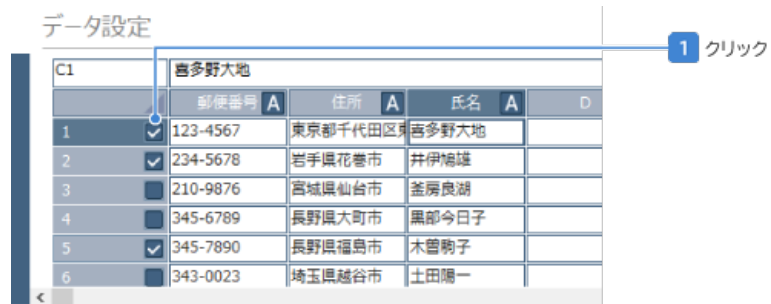 データ設定
1 クリック
C1 喜多野大地
郵便番号 A 住所 A 氏名 A D
1 123-4567 東京都千代田区 喜多野大地
2 234-5678 岩手県花巻市 井伊鳩雄
3 210-9876 宮城県仙台市 釜房良湖
4 345-6789 長野県大町市 黒部今日子
5 345-7890 長野県福島市 木曽駒子
6 343-0023 埼玉県越谷市 土田陽一